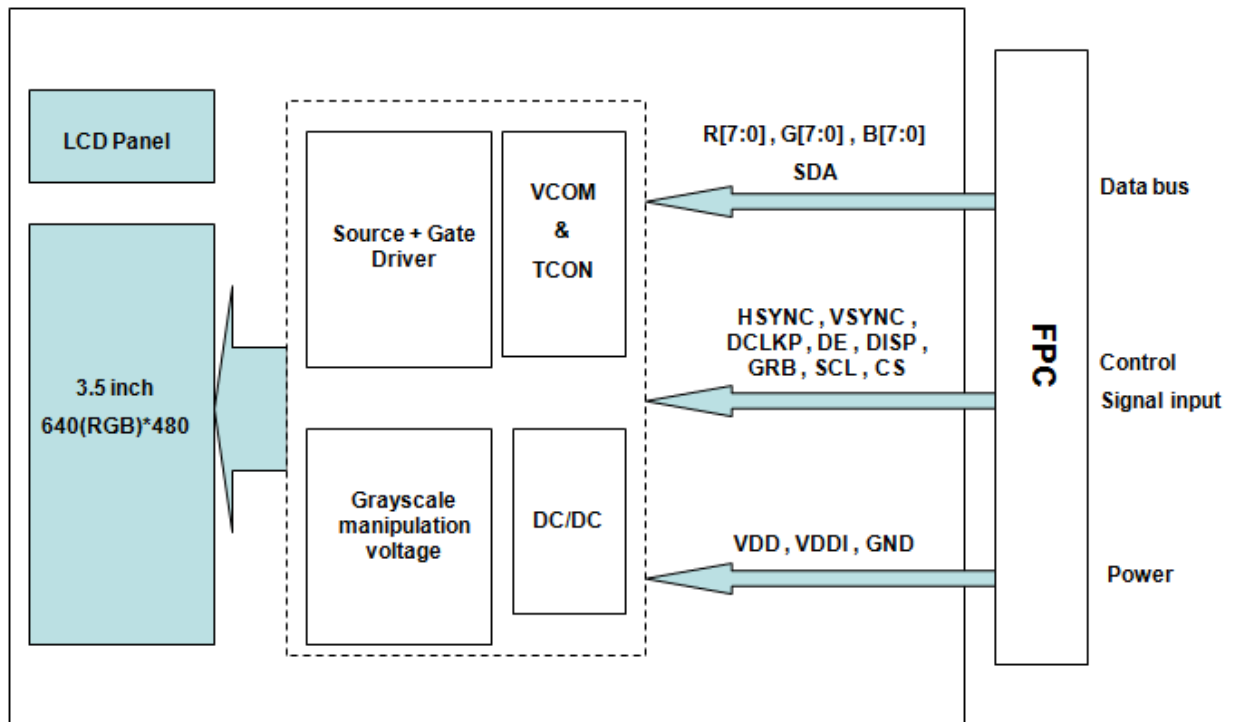 LCD Panel
3.5 inch
640(RGB)*480
Source + Gate
Driver
VCOM
&
TCON
Grayscale
manipulation
voltage
DC/DC
R[7:0] , G[7:0] , B[7:0]
SDA
HSYNC , VSYNC ,
DCLKP , DE , DISP ,
GRB , SCL , CS
VDD , VDDI , GND
FPC
Data bus
Control
Signal input
Power